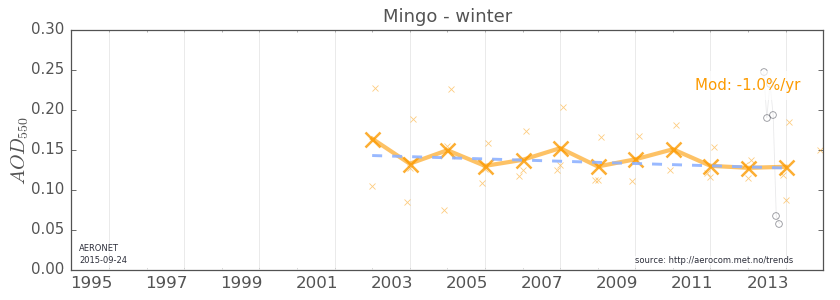 Mingo - winter
0.30
0.25
0.20
0.15
0.10
0.05
0.00
AOD550
Mod: -1.0%/yr
AERONET
2015-09-24
source: http://aerocom.met.no/trends
1995 1997 1999 2001 2003 2005 2007 2009 2011 2013